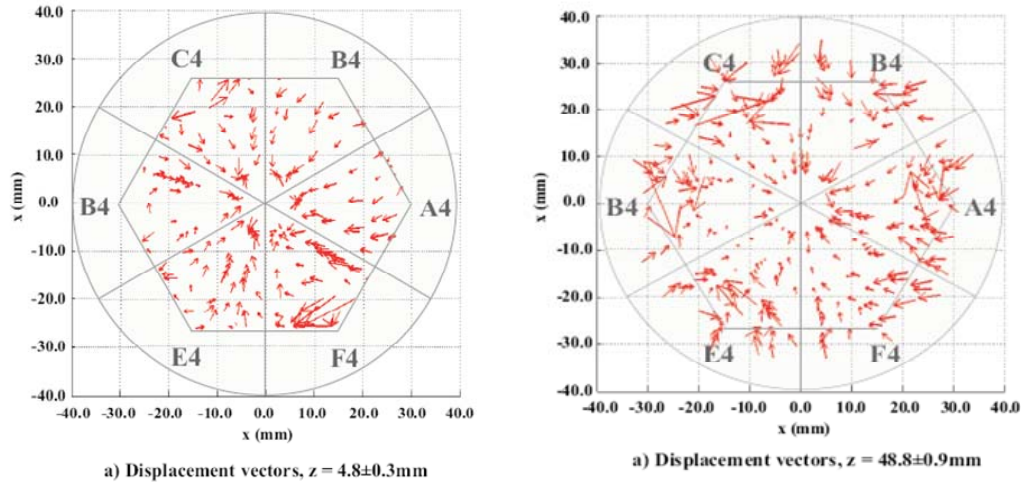 40.0
30.0
20.0
10.0
0.0
-10.0
-20.0
-30.0
-40.0
x (mm)
C4
B4
B4
A4
E4
F4
-40.0 -30.0 -20.0 -10.0 0.0 10.0 20.0 30.0 40.0
x (mm)
a) Displacement vectors, z = 4.8±0.3mm
40.0
30.0
20.0
10.0
0.0
-10.0
-20.0
-30.0
-40.0
x (mm)
C4
B4
B4
A4
E4
F4
-40.0 -30.0 -20.0 -10.0 0.0 10.0 20.0 30.0 40.0
x (mm)
a) Displacement vectors, z = 48.8±0.9mm